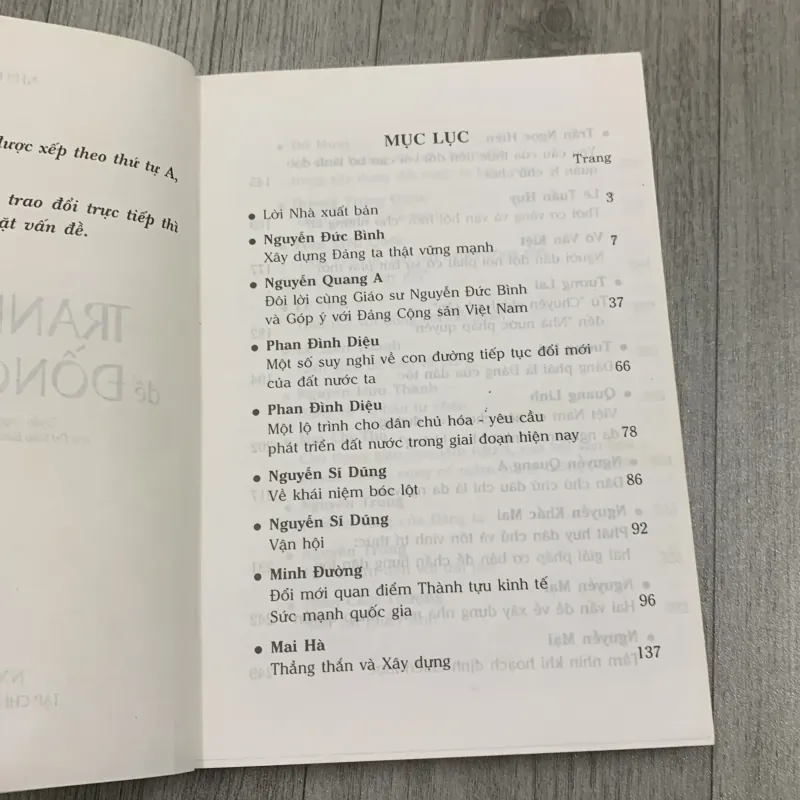 được xếp theo thứ tự A,
trao đổi trực tiếp thì
đặt vấn đề.
MỤC LỤC
Trang
● Lời Nhà xuất bản 3
● Nguyễn Đức Bình
Xây dựng Đảng ta thật vững mạnh 7
● Nguyễn Quang A
Đôi lời cùng Giáo sư Nguyễn Đức Bình
và Góp ý với Đảng Cộng sản Việt Nam 37
● Phan Đình Diệu
Một số suy nghĩ về con đường tiếp tục đổi mới
của đất nước ta 66
● Phan Đình Diệu
Một lộ trình cho dân chủ hóa - yêu cầu
phát triển đất nước trong giai đoạn hiện nay 78
● Nguyễn Sĩ Dũng
Về khái niệm bóc lột 86
● Nguyễn Sĩ Dũng
Vận hội 92
● Minh Đường
Đổi mới quan điểm Thành tựu kinh tế
Sức mạnh quốc gia 96
● Mai Hà
Thẳng thắn và Xây dựng 137